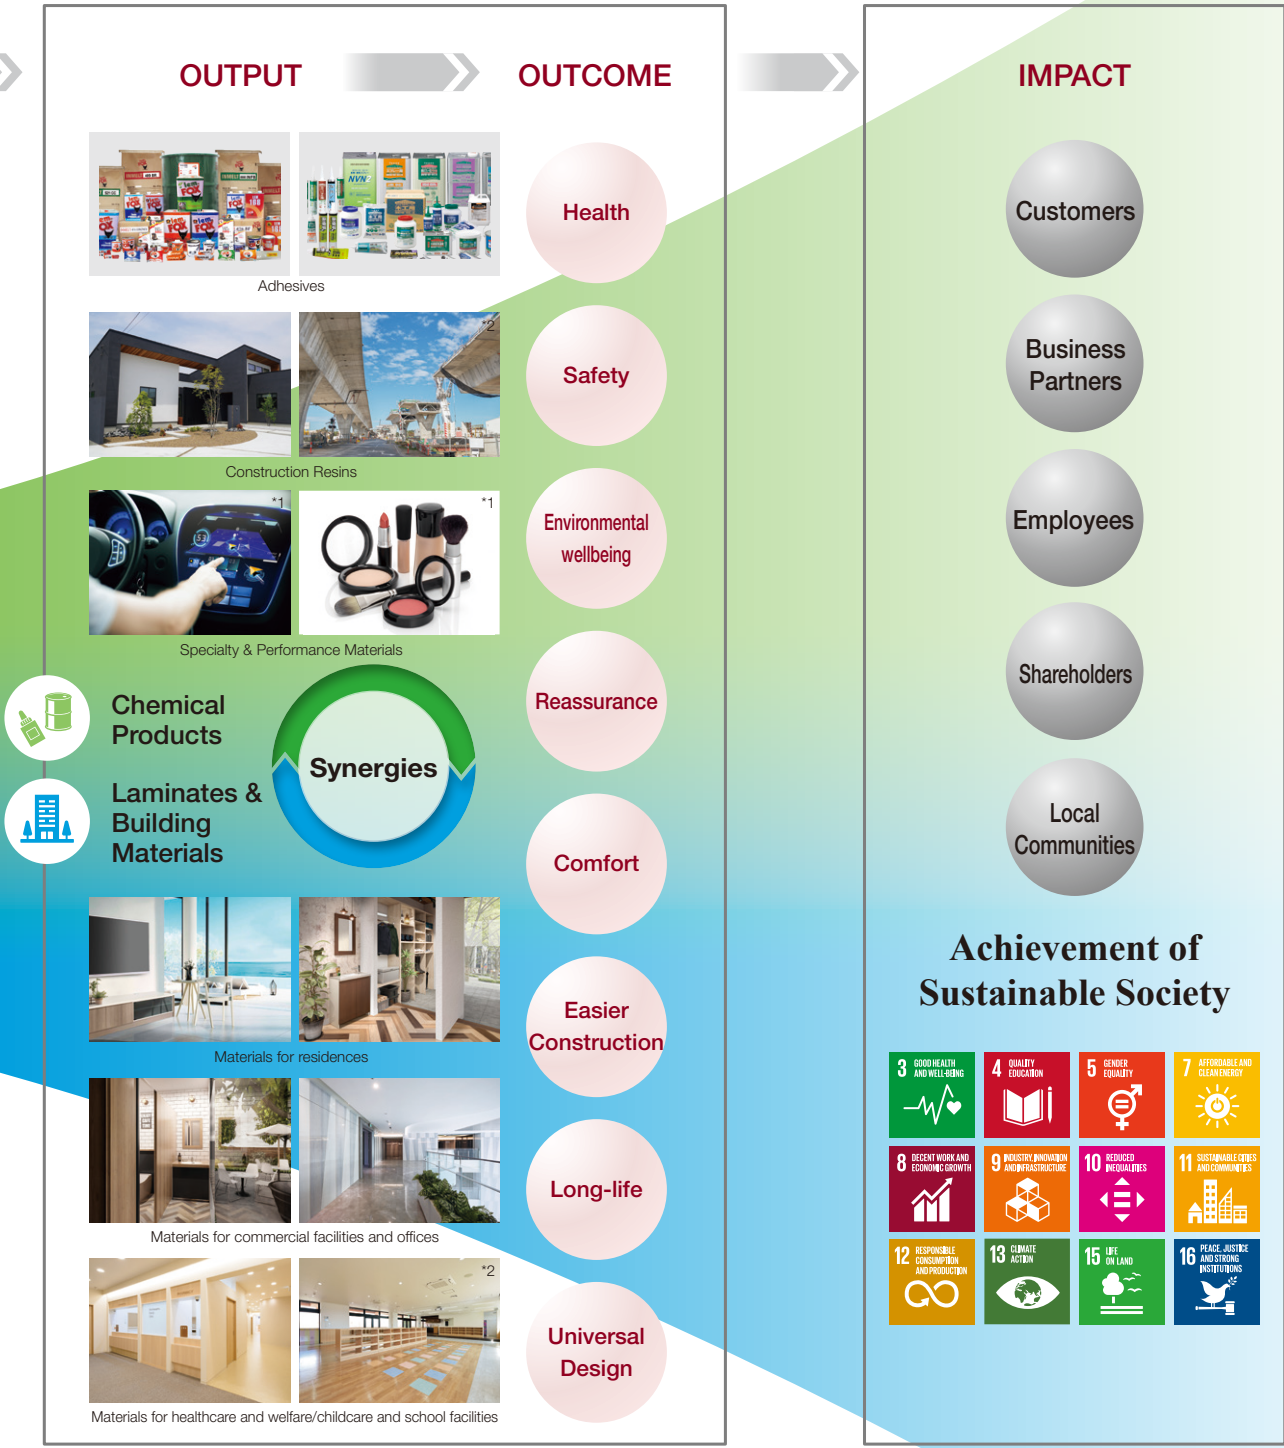 OUTPUT
OUTCOME
IMPACT
NVN
FOX
FOX
FOX
Adhesives
*2
Construction Resins
*1
*1
Specialty & Performance Materials
Chemical
Products
Laminates &
Building
Materials
Synergies
Materials for residences
Materials for commercial facilities and offices
*2
Materials for healthcare and welfare/childcare and school facilities
Health
Safety
Environmental
wellbeing
Reassurance
Comfort
Easier
Construction
Long-life
Universal
Design
Customers
Business
Partners
Employees
Shareholders
Local
Communities
Achievement of
Sustainable Society
3 GOOD HEALTH
AND WELL-BEING
4 QUALITY
EDUCATION
5 GENDER
EQUALITY
7 AFFORDABLE AND
CLEAN ENERGY
8 DECENT WORK AND
ECONOMIC GROWTH
9 INDUSTRY, INNOVATION
AND INFRASTRUCTURE
10 REDUCED
INEQUALITIES
11 SUSTAINABLE CITIES
AND COMMUNITIES
12 RESPONSIBLE
CONSUMPTION
AND PRODUCTION
13 CLIMATE
ACTION
15 LIFE
ON LAND
16 PEACE, JUSTICE
AND STRONG
INSTITUTIONS